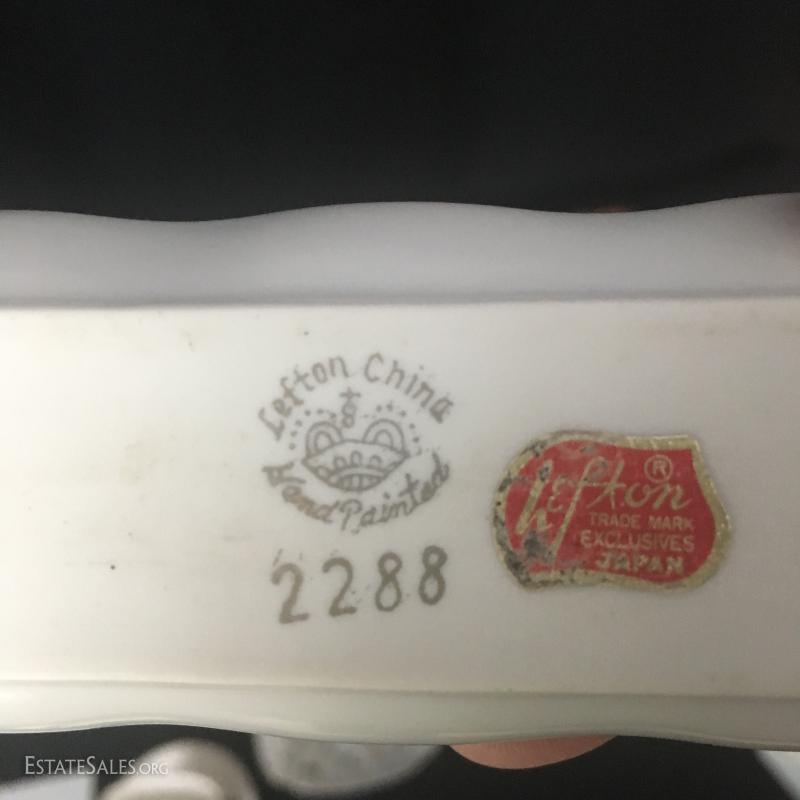 Lefton China
Hand Painted
2288
Lefton ®
TRADE MARK
EXCLUSIVES
JAPAN
ESTATESALES.ORG